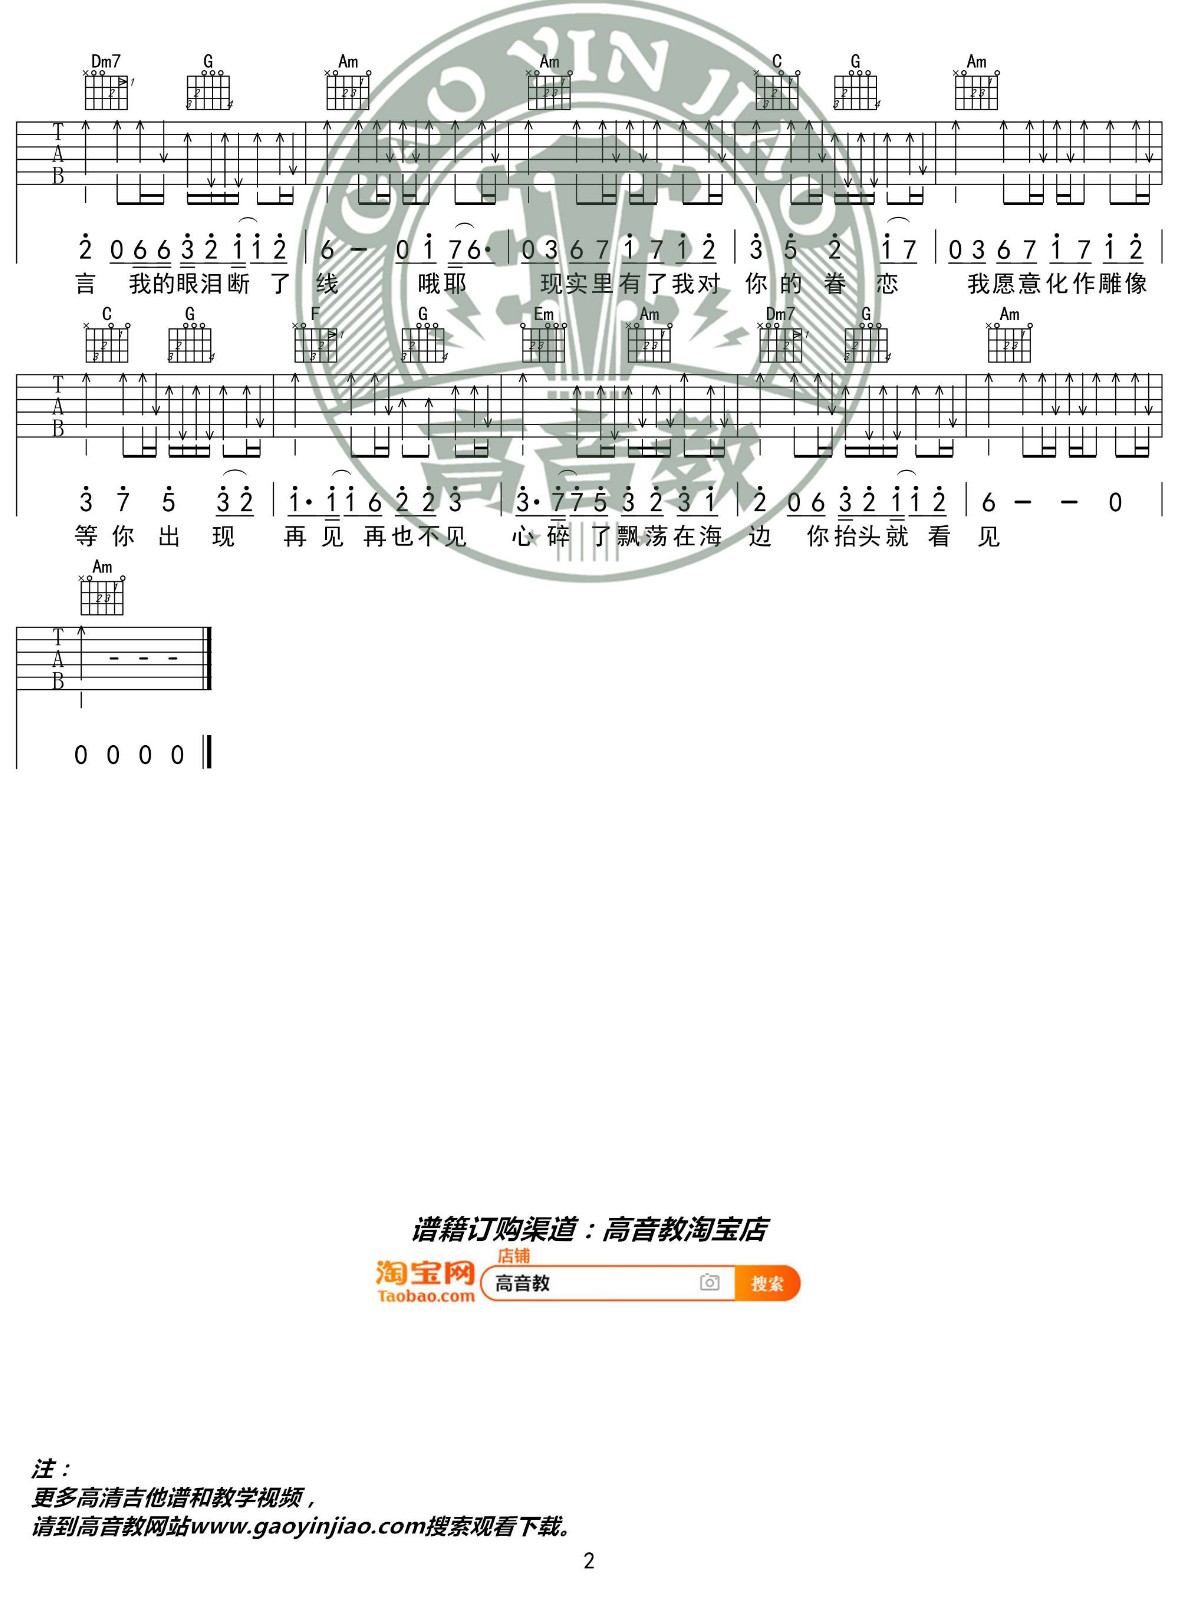 GAO YIN JIAO
Dm7 G Am Am C G Am
T
A
B
2 0 6 6 3 2 1 1 2 | 6 – 0 1 7 6· | 0 3 6 7 1 7 1 2 | 3 5 2 1 7 | 0 3 6 7 1 7 1 2 |
言 我的眼泪断了线 哦耶 现实里有了我对你的眷恋 我愿意化作雕像
C G F G Em Am Dm7 G Am
T
A
B
3 7 5 3 2 | 1· 1 1 6 2 2 3 | 3· 7 7 5 3 2 3 1 | 2 0 6 3 2 1 1 2 | 6 – – 0 |
等你出现 再见再也不见 心碎了飘荡在海边 你抬头就看见
高音教
Am
T
A
B
– – –
0 0 0 0
谱籍订购渠道：高音教淘宝店
店铺
淘宝网 高音教 搜索
Taobao.com
注：
更多高清吉他谱和教学视频，
请到高音教网站www.gaoyinjiao.com搜索观看下载。
2